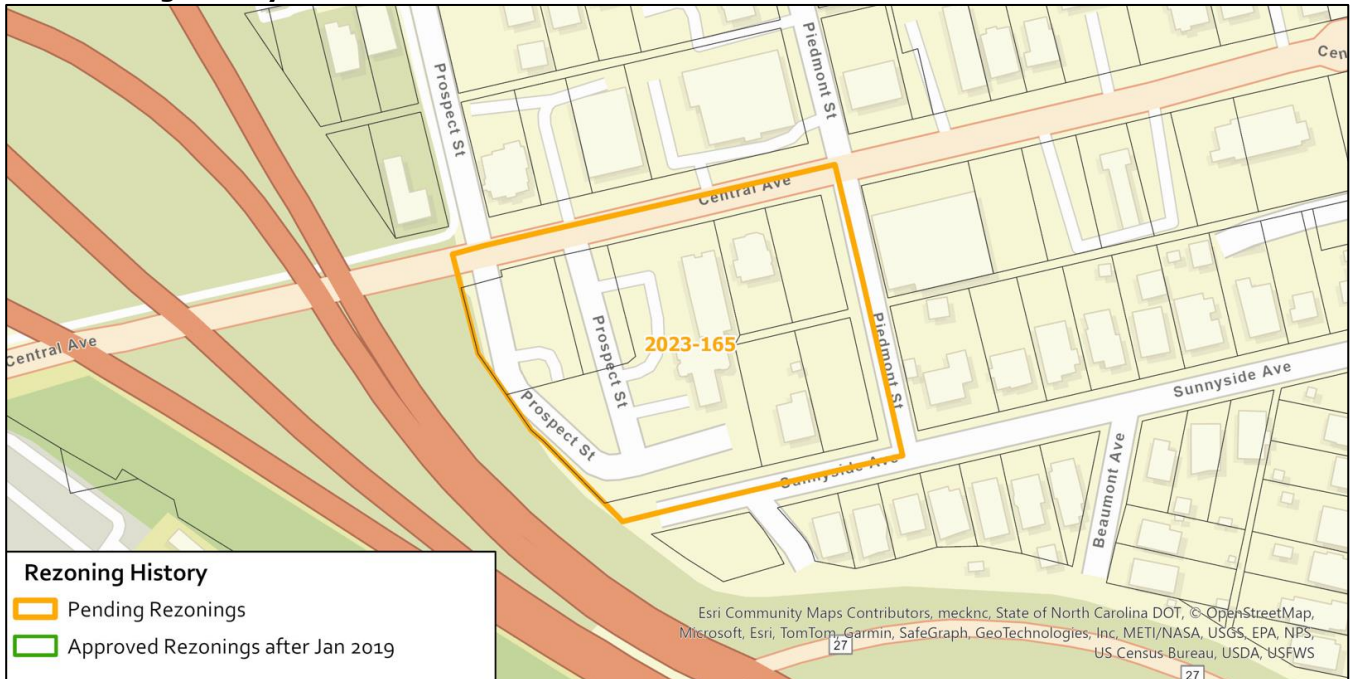 Prospect St
Piedmont St
Cen
Central Ave
2023-165
Prospect St
Piedmont St
Central Ave
Prospect St
Sunnyside Ave
Sunnyside Ave
Beaumont Ave
Rezoning History
Pending Rezonings
Approved Rezonings after Jan 2019
Esri Community Maps Contributors, mecknc, State of North Carolina DOT, © OpenStreetMap,
Microsoft, Esri, TomTom, Garmin, SafeGraph, GeoTechnologies, Inc, METI/NASA, USGS, EPA, NPS,
US Census Bureau, USDA, USFWS
27
27